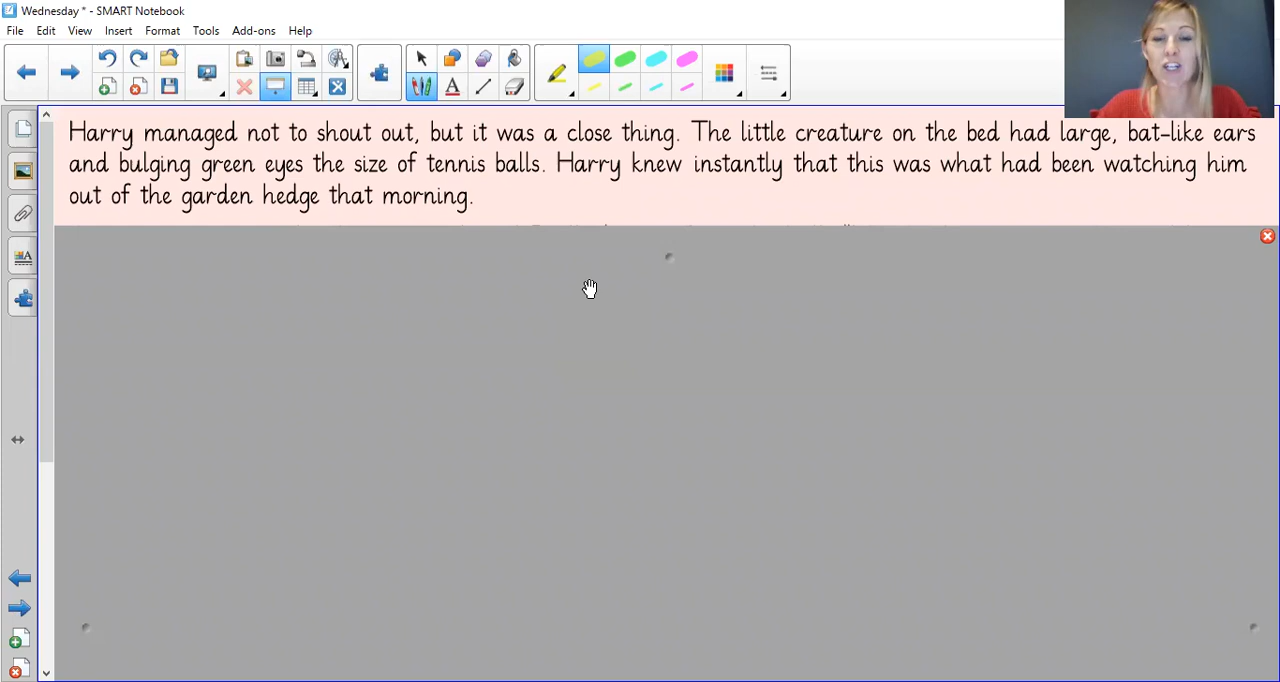 Wednesday * - SMART Notebook
File Edit View Insert Format Tools Add-ons Help
Harry managed not to shout out, but it was a close thing. The little creature on the bed had large, bat-like ears
and bulging green eyes the size of tennis balls. Harry knew instantly that this was what had been watching him
out of the garden hedge that morning.